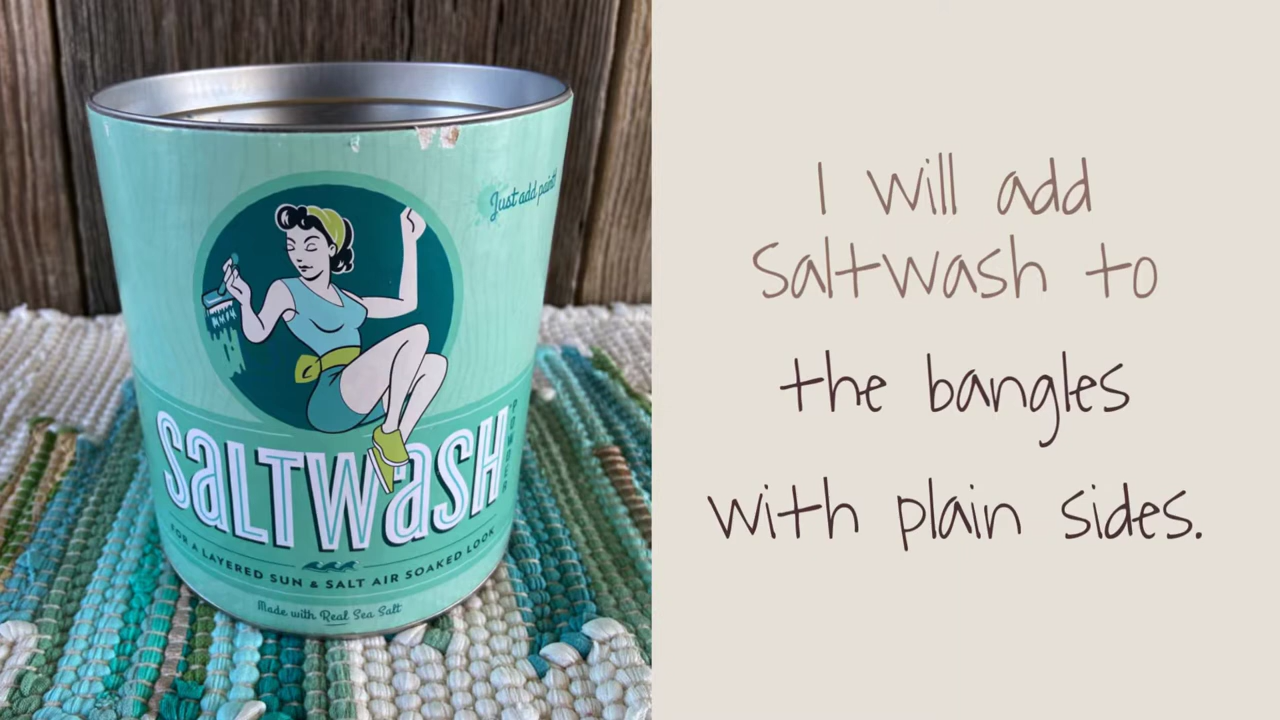 Just add paint!
SALTWASH
POWDER
FOR A LAYERED SUN & SALT AIR SOAKED LOOK
Made with Real Sea Salt
I will add
Saltwash to
the bangles
with plain sides.